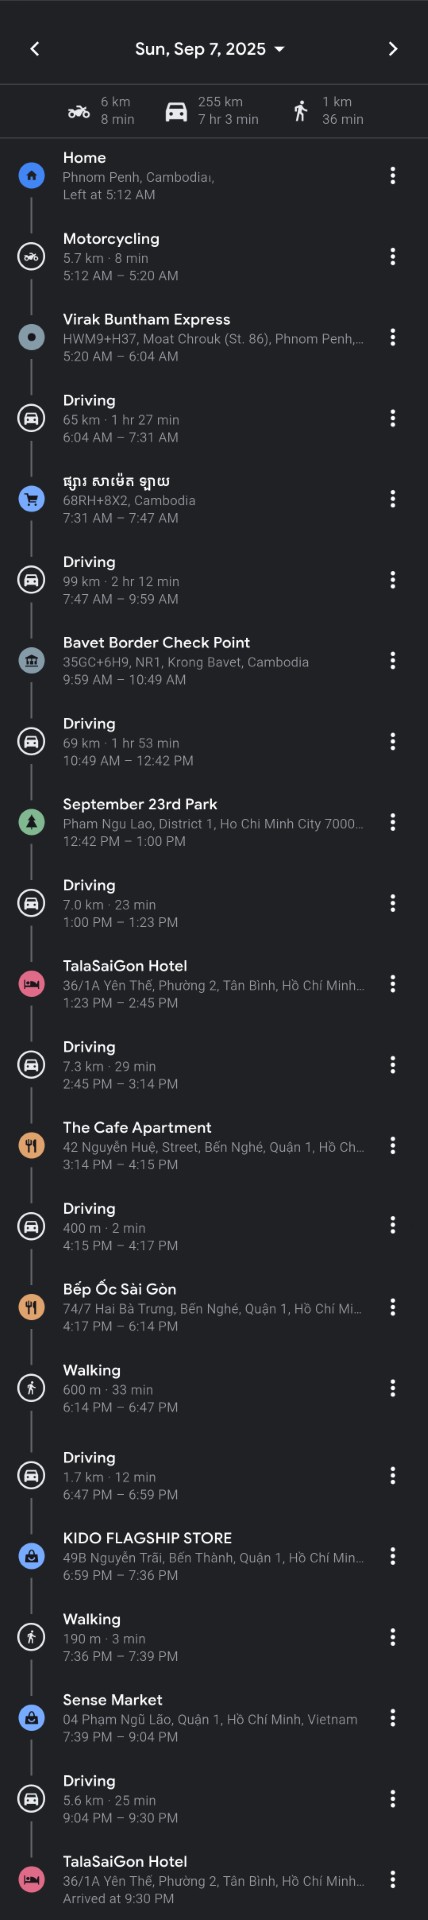 Sun, Sep 7, 2025
6 km
8 min
255 km
7 hr 3 min
1 km
36 min
Home
Phnom Penh, Cambodia,
Left at 5:12 AM
Motorcycling
5.7 km · 8 min
5:12 AM – 5:20 AM
Virak Buntham Express
HWM9+H37, Moat Chrouk (St. 86), Phnom Penh,...
5:20 AM – 6:04 AM
Driving
65 km · 1 hr 27 min
6:04 AM – 7:31 AM
ផ្សារ សាម៉េត ឡាយ
68RH+8X2, Cambodia
7:31 AM – 7:47 AM
Driving
99 km · 2 hr 12 min
7:47 AM – 9:59 AM
Bavet Border Check Point
35GC+6H9, NR1, Krong Bavet, Cambodia
9:59 AM – 10:49 AM
Driving
69 km · 1 hr 53 min
10:49 AM – 12:42 PM
September 23rd Park
Pham Ngu Lao, District 1, Ho Chi Minh City 7000...
12:42 PM – 1:00 PM
Driving
7.0 km · 23 min
1:00 PM – 1:23 PM
TalaSaiGon Hotel
36/1A Yên Thế, Phường 2, Tân Bình, Hồ Chí Minh...
1:23 PM – 2:45 PM
Driving
7.3 km · 29 min
2:45 PM – 3:14 PM
The Cafe Apartment
42 Nguyễn Huệ, Street, Bến Nghé, Quận 1, Hồ Ch...
3:14 PM – 4:15 PM
Driving
400 m · 2 min
4:15 PM – 4:17 PM
Bếp Ốc Sài Gòn
74/7 Hai Bà Trưng, Bến Nghé, Quận 1, Hồ Chí Mi...
4:17 PM – 6:14 PM
Walking
600 m · 33 min
6:14 PM – 6:47 PM
Driving
1.7 km · 12 min
6:47 PM – 6:59 PM
KIDO FLAGSHIP STORE
49B Nguyễn Trãi, Bến Thành, Quận 1, Hồ Chí Min...
6:59 PM – 7:36 PM
Walking
190 m · 3 min
7:36 PM – 7:39 PM
Sense Market
04 Phạm Ngũ Lão, Quận 1, Hồ Chí Minh, Vietnam
7:39 PM – 9:04 PM
Driving
5.6 km · 25 min
9:04 PM – 9:30 PM
TalaSaiGon Hotel
36/1A Yên Thế, Phường 2, Tân Bình, Hồ Chí Minh...
Arrived at 9:30 PM